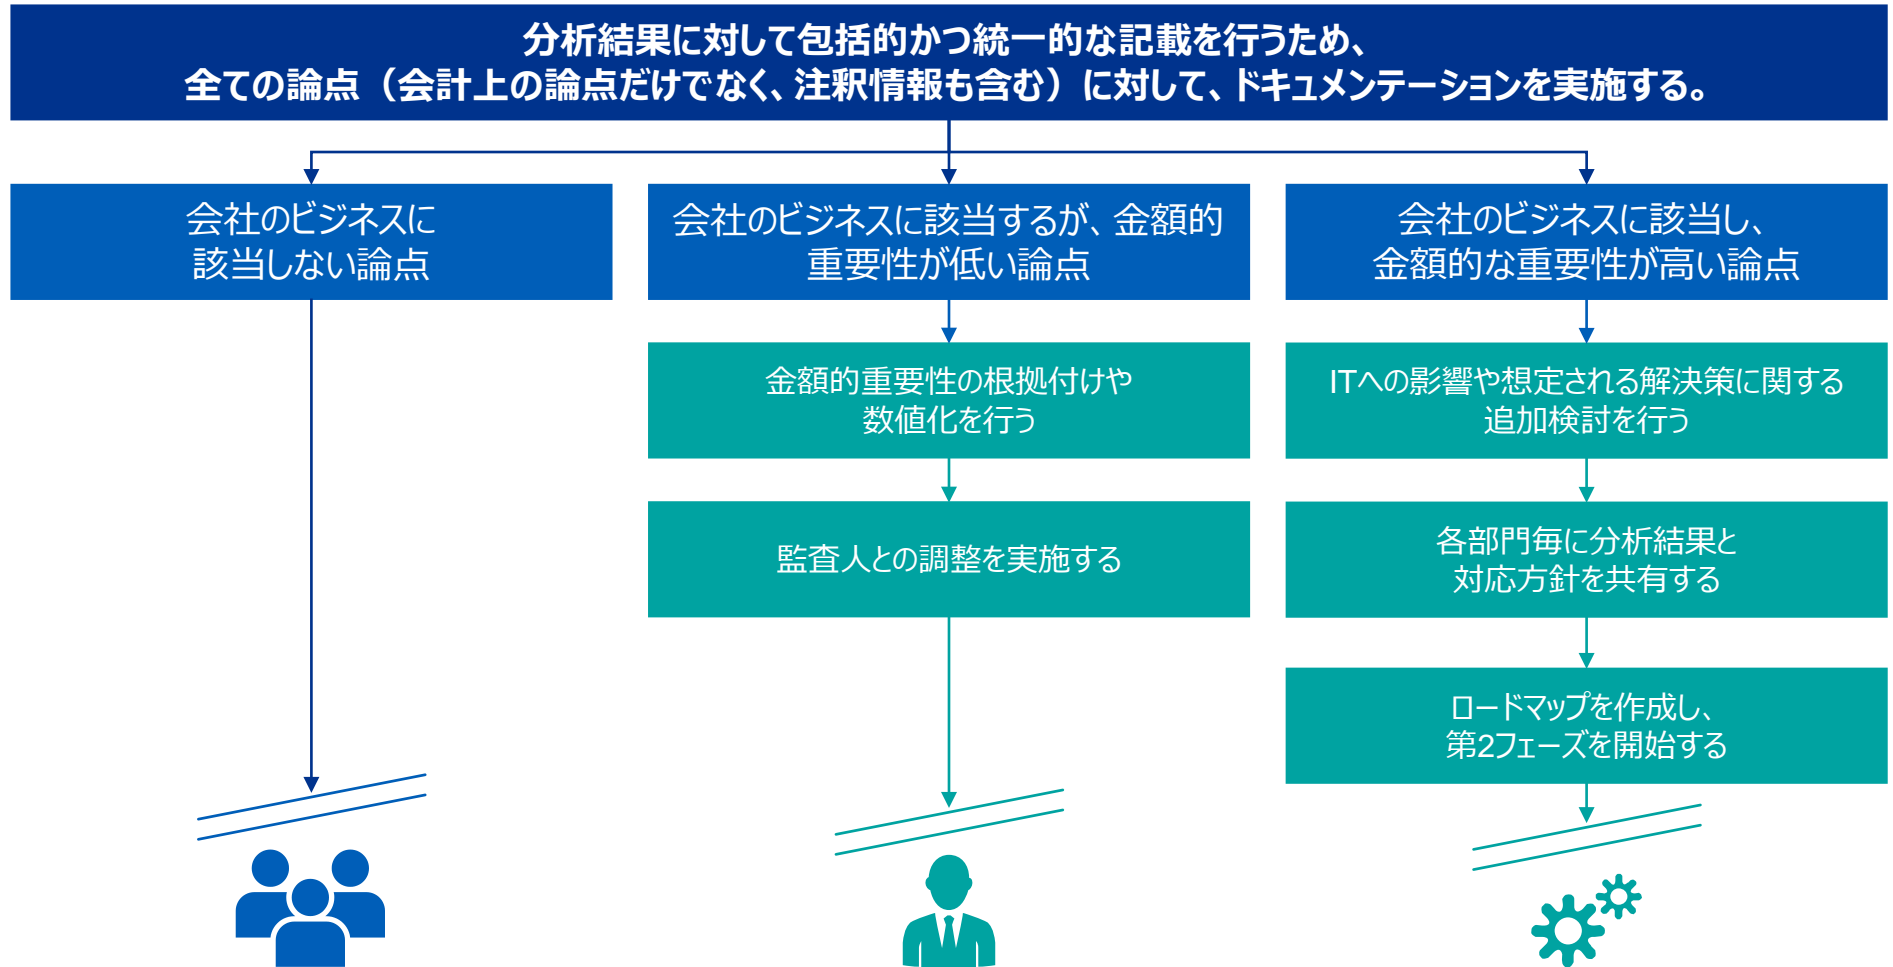 分析結果に対して包括的かつ統一的な記載を行うため、
全ての論点（会計上の論点だけでなく、注釈情報も含む）に対して、ドキュメンテーションを実施する。
会社のビジネスに
該当しない論点
会社のビジネスに該当するが、金額的
重要性が低い論点
会社のビジネスに該当し、
金額的な重要性が高い論点
金額的重要性の根拠付けや
数値化を行う
ITへの影響や想定される解決策に関する
追加検討を行う
監査人との調整を実施する
各部門毎に分析結果と
対応方針を共有する
ロードマップを作成し、
第2フェーズを開始する